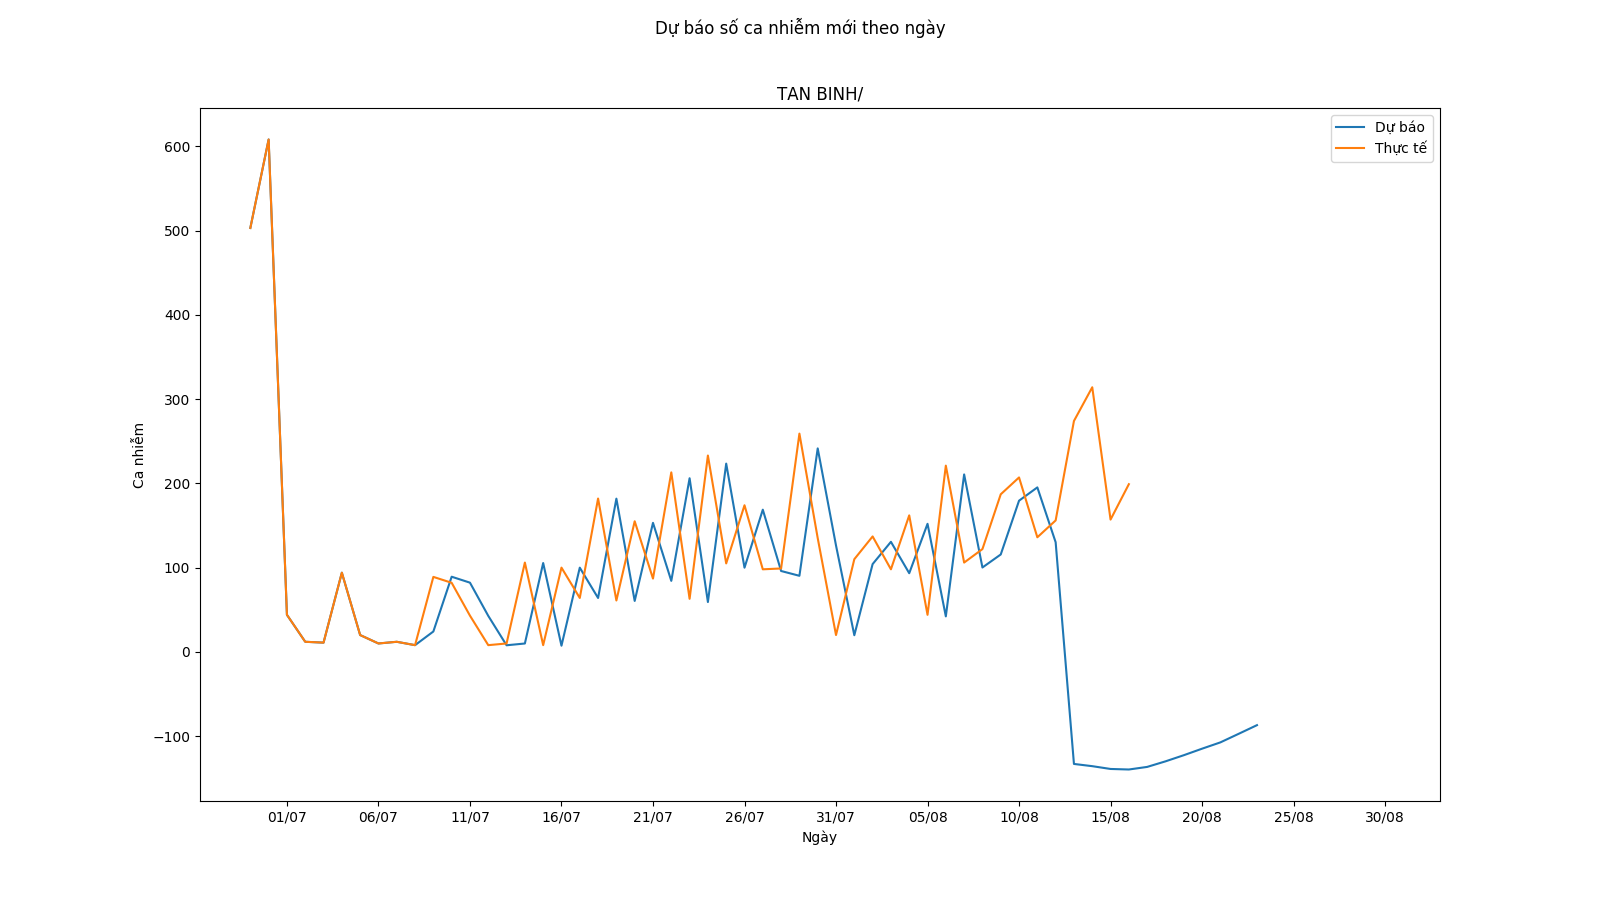 Dự báo số ca nhiễm mới theo ngày
TAN BINH/
Dự báo
Thực tế
600
500
400
300
200
100
0
−100
Ca nhiễm
01/07 06/07 11/07 16/07 21/07 26/07 31/07 05/08 10/08 15/08 20/08 25/08 30/08
Ngày